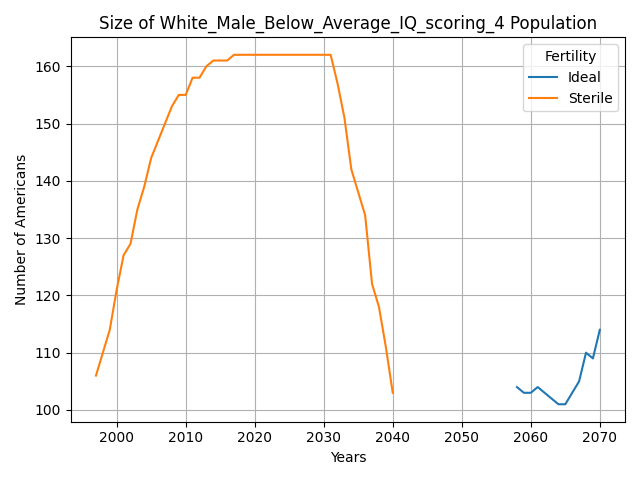 Size of White_Male_Below_Average_IQ_scoring_4 Population
Fertility
Ideal
Sterile
Number of Americans
160
150
140
130
120
110
100
2000 2010 2020 2030 2040 2050 2060 2070
Years